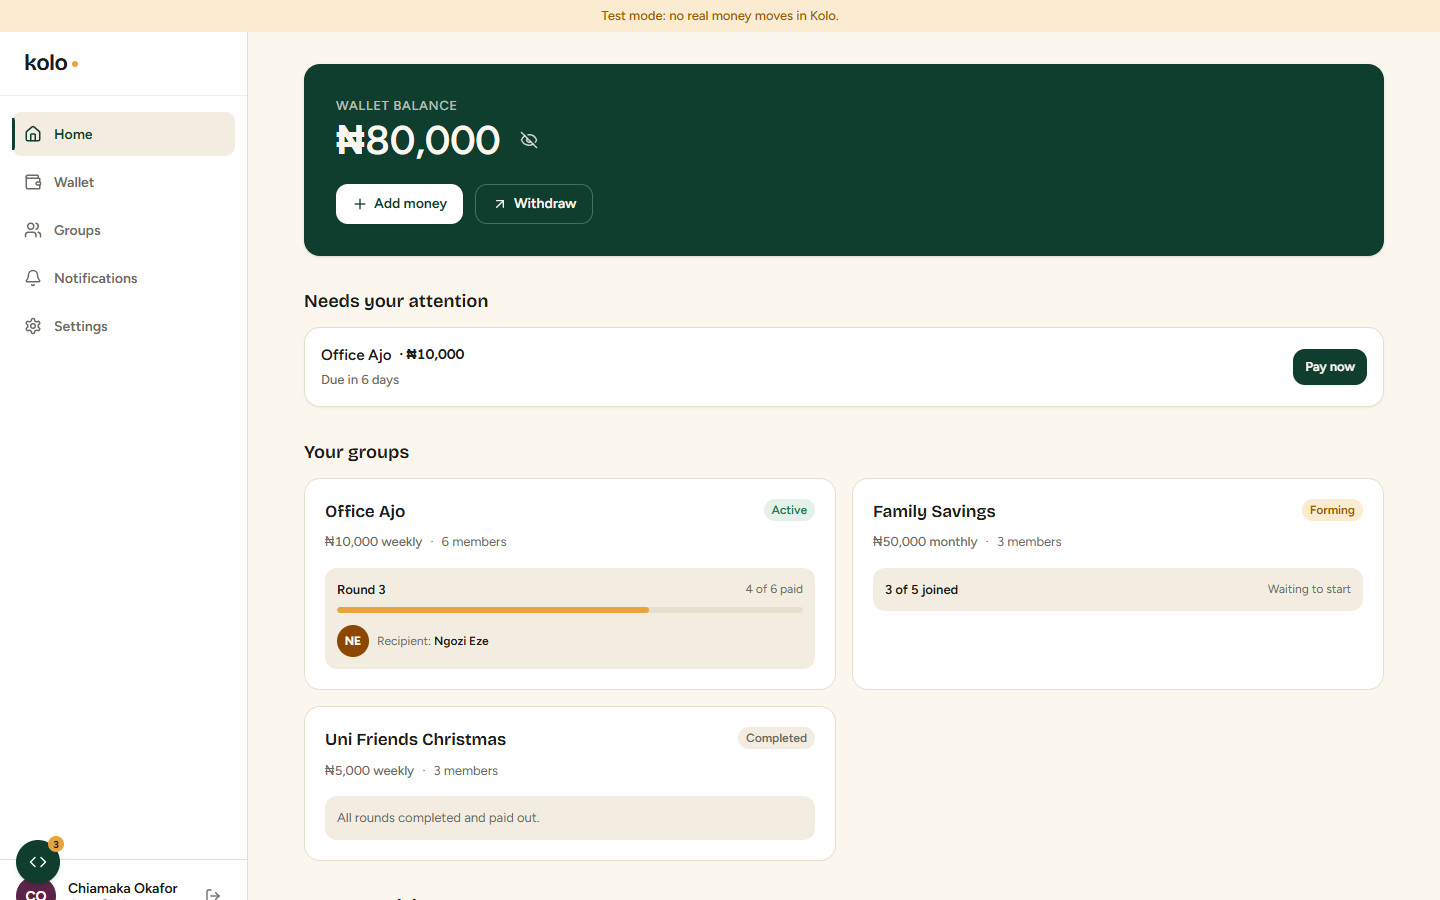 Test mode: no real money moves in Kolo.
kolo
Home
Wallet
Groups
Notifications
Settings
3
CO
Chiamaka Okafor
WALLET BALANCE
₦80,000
Add money
Withdraw
Needs your attention
Office Ajo · ₦10,000
Due in 6 days
Pay now
Your groups
Office Ajo
Active
₦10,000 weekly · 6 members
Round 3
4 of 6 paid
NE
Recipient: Ngozi Eze
Family Savings
Forming
₦50,000 monthly · 3 members
3 of 5 joined
Waiting to start
Uni Friends Christmas
Completed
₦5,000 weekly · 3 members
All rounds completed and paid out.